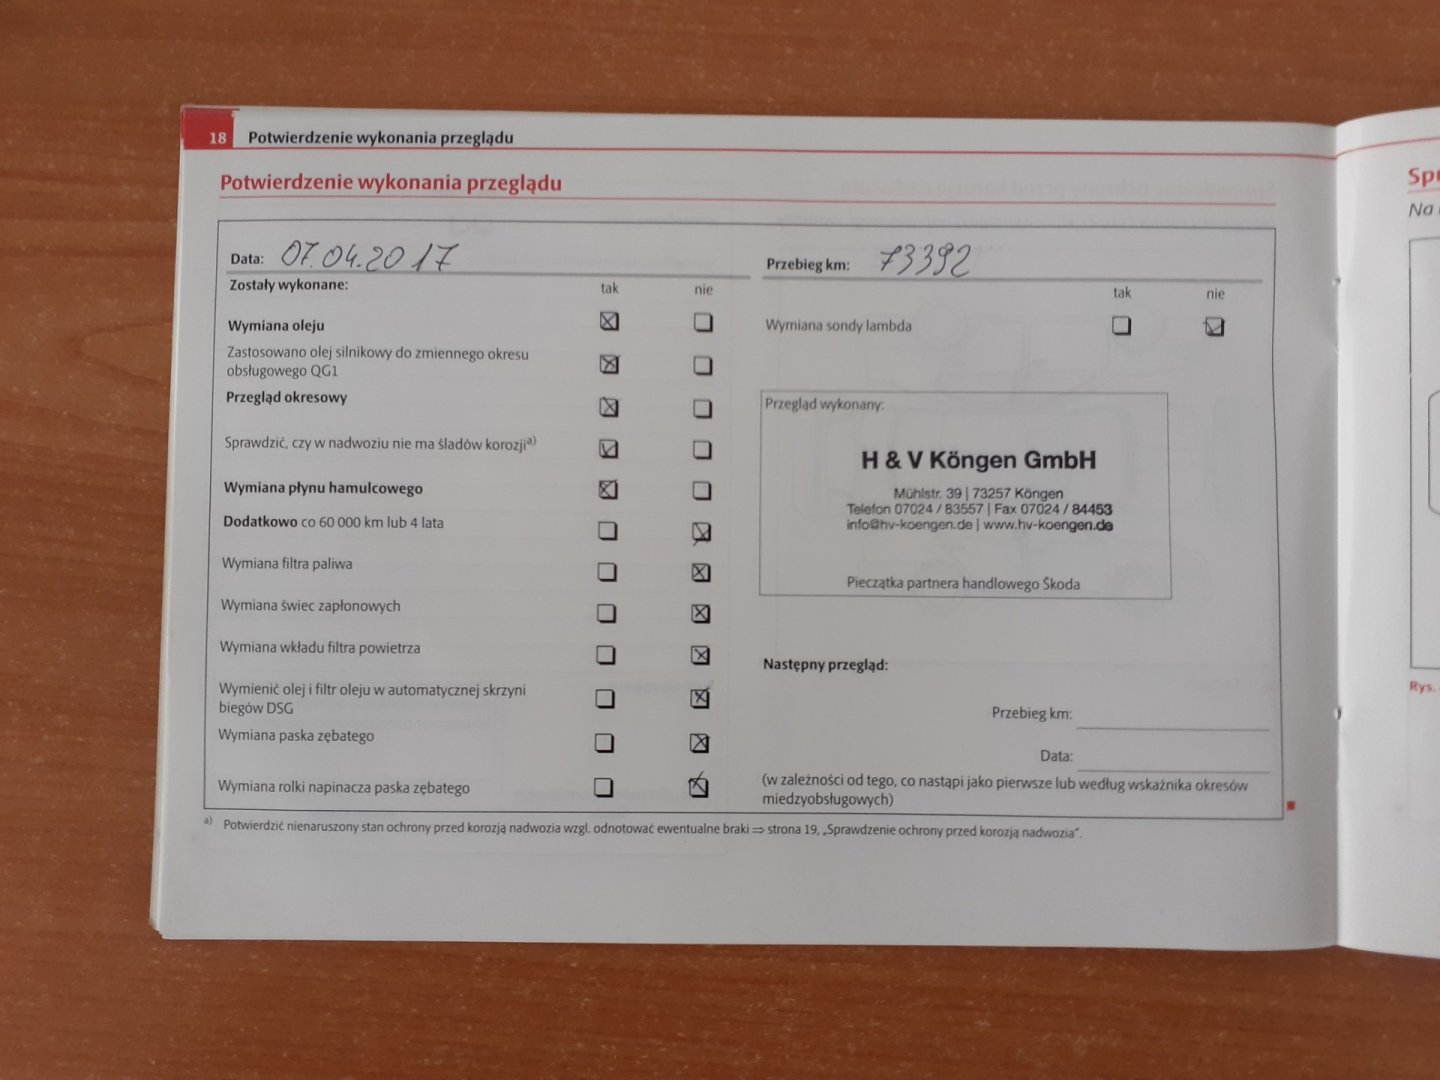 18 Potwierdzenie wykonania przeglądu
Potwierdzenie wykonania przeglądu
Data: 07.04.2017
Zostały wykonane: tak nie
Wymiana oleju
Zastosowano olej silnikowy do zmiennego okresu
obsługowego QG1
Przegląd okresowy
Sprawdzić, czy w nadwoziu nie ma śladów korozji a)
Wymiana płynu hamulcowego
Dodatkowo co 60 000 km lub 4 lata
Wymiana filtra paliwa
Wymiana świec zapłonowych
Wymiana wkładu filtra powietrza
Wymienić olej i filtr oleju w automatycznej skrzyni
biegów DSG
Wymiana paska zębatego
Wymiana rolki napinacza paska zębatego
Przebieg km: 73392
tak nie
Wymiana sondy lambda
Przegląd wykonany:
H & V Köngen GmbH
Mühlstr. 39 | 73257 Köngen
Telefon 07024 / 83557 | Fax 07024 / 84453
info@hv-koengen.de | www.hv-koengen.de
Pieczątka partnera handlowego Škoda
Następny przegląd:
Przebieg km:
Data:
(w zależności od tego, co nastąpi jako pierwsze lub według wskaźnika okresów
miedzyobsługowych)
a) Potwierdzić nienaruszony stan ochrony przed korozją nadwozia wzgl. odnotować ewentualne braki ⇒ strona 19, „Sprawdzenie ochrony przed korozją nadwozia".
Na
Rys.